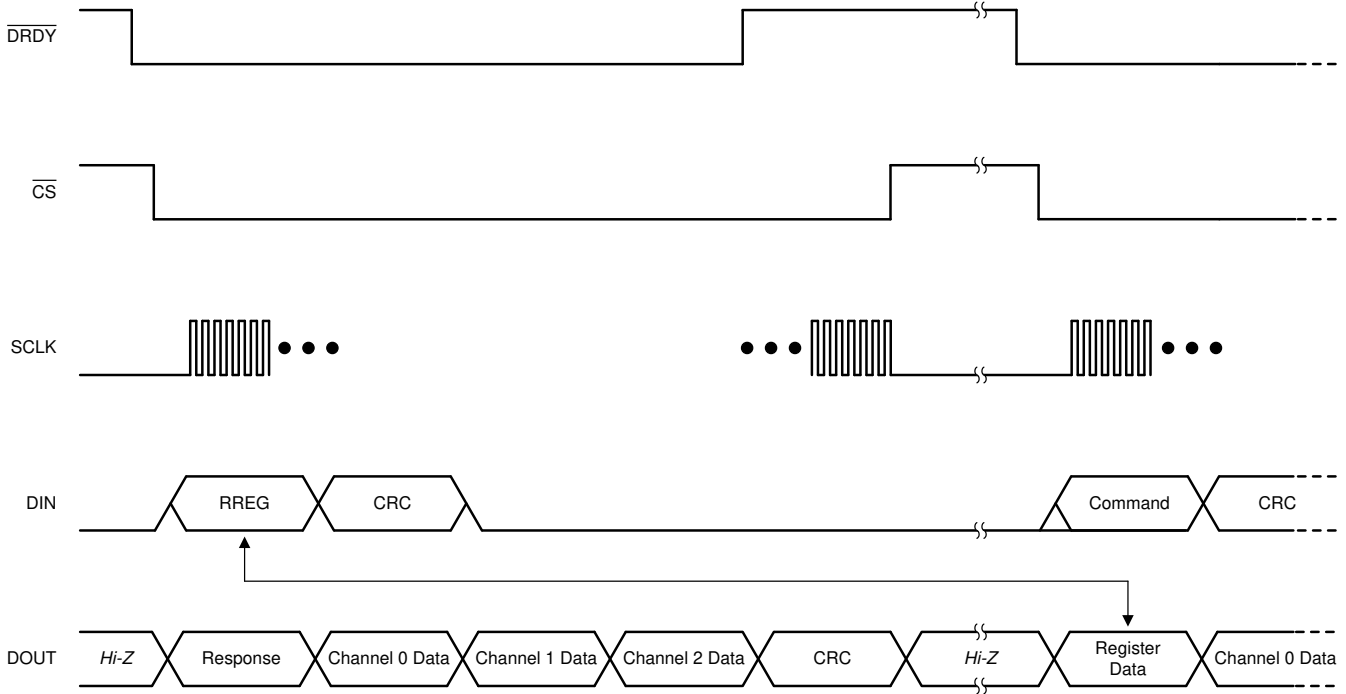 DRDY
CS
SCLK
DIN
RREG
CRC
Command
CRC
DOUT
Hi-Z
Response
Channel 0 Data
Channel 1 Data
Channel 2 Data
CRC
Hi-Z
Register
Data
Channel 0 Data